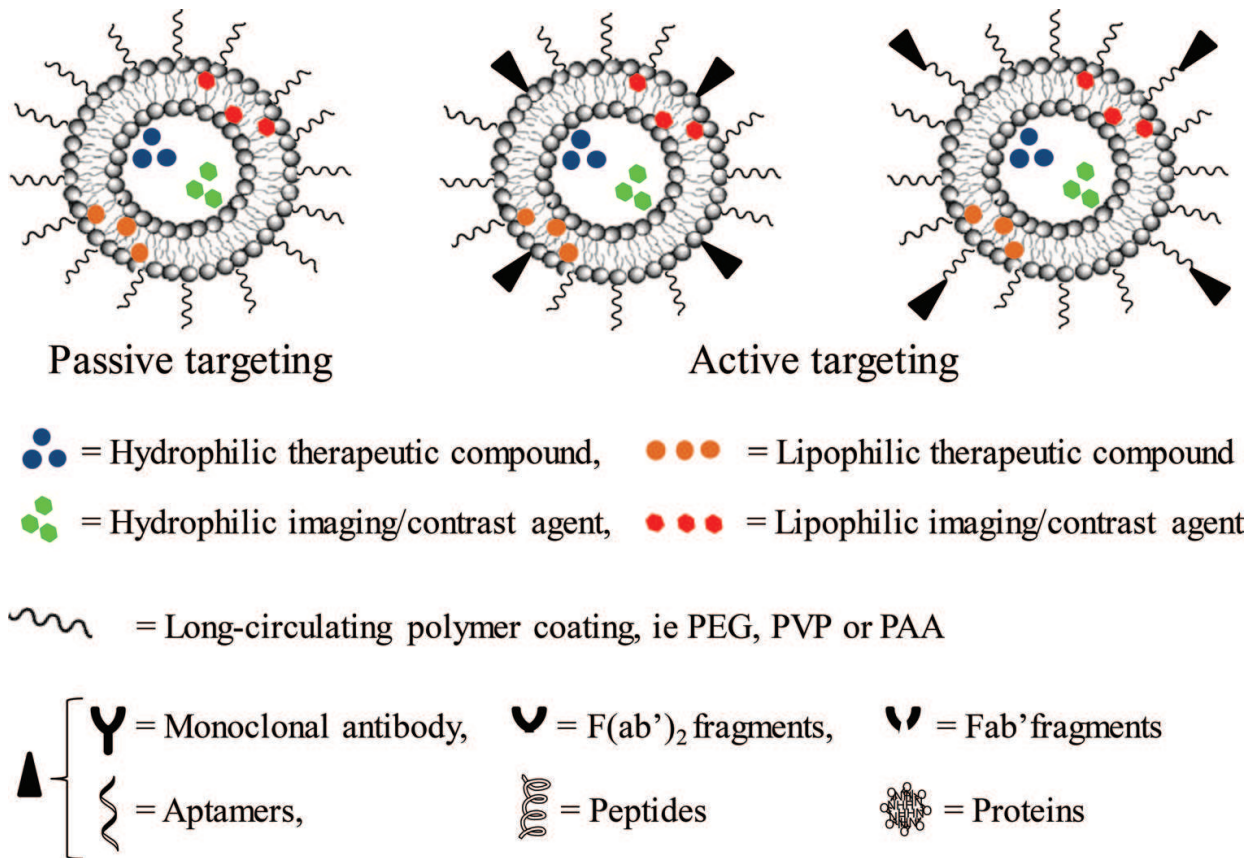 Passive targeting
Active targeting
= Hydrophilic therapeutic compound,
= Lipophilic therapeutic compound
= Hydrophilic imaging/contrast agent,
= Lipophilic imaging/contrast agent
= Long-circulating polymer coating, ie PEG, PVP or PAA
= Monoclonal antibody,
= F(ab’)₂ fragments,
= Fab’fragments
= Aptamers,
= Peptides
= Proteins